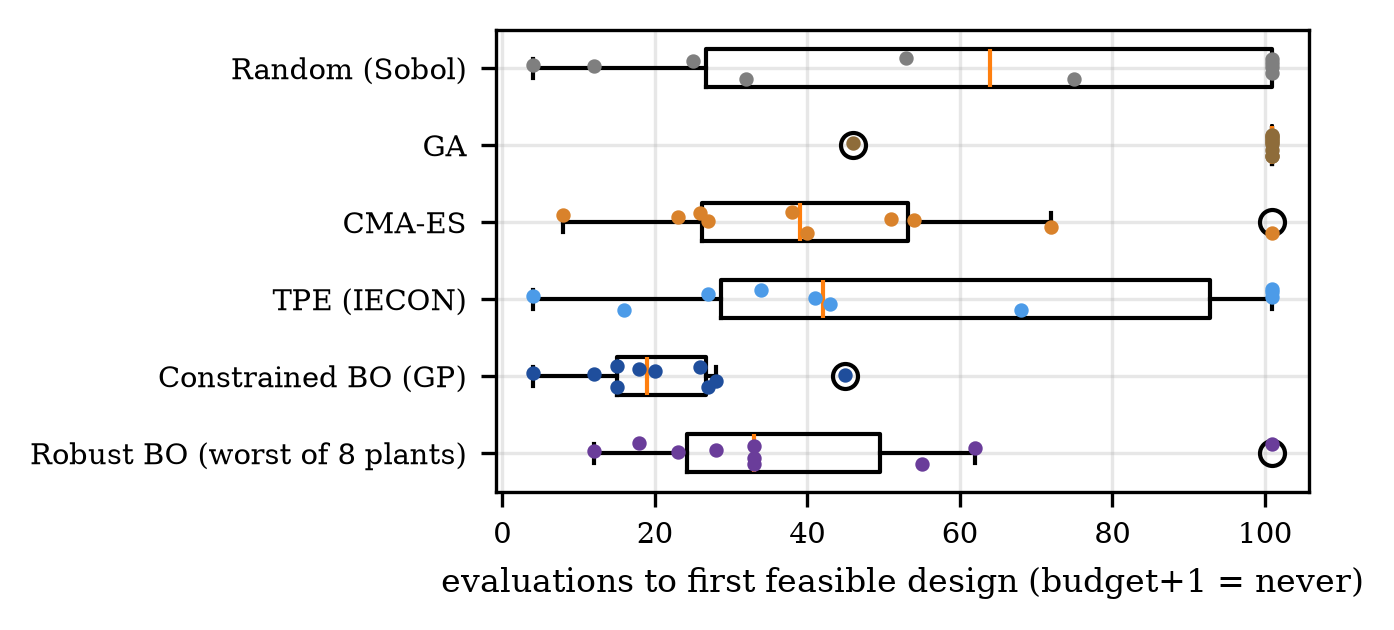 Random (Sobol)
GA
CMA-ES
TPE (IECON)
Constrained BO (GP)
Robust BO (worst of 8 plants)
0 20 40 60 80 100
evaluations to first feasible design (budget+1 = never)